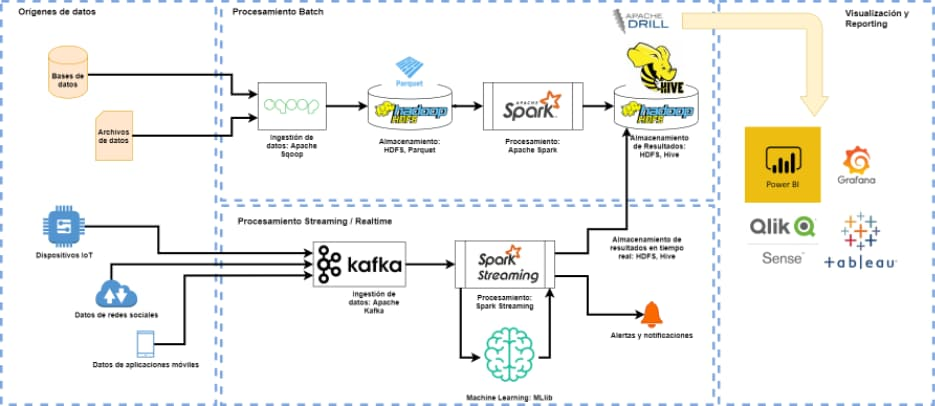 Orígenes de datos
Procesamiento Batch
Visualización y
Reporting
APACHE
DRILL
Bases de
datos
Archivos
de datos
sqoop
Ingestión de
datos: Apache
Sqoop
Parquet
hadoop
HDFS
Almacenamiento:
HDFS, Parquet
APACHE
Spark
Procesamiento:
Apache Spark
HIVE
hadoop
HDFS
Almacenamiento
de Resultados:
HDFS, Hive
Power BI
Grafana
Qlik Q
Sense
+ a b l e a u
Procesamiento Streaming / Realtime
Dispositivos IoT
Datos de redes sociales
Datos de aplicaciones móviles
kafka
Ingestión de
datos: Apache
Kafka
Spark
Streaming
Procesamiento:
Spark Streaming
Almacenamiento de
resultados en tiempo
real: HDFS, Hive
Alertas y notificaciones
Machine Learning: MLlib